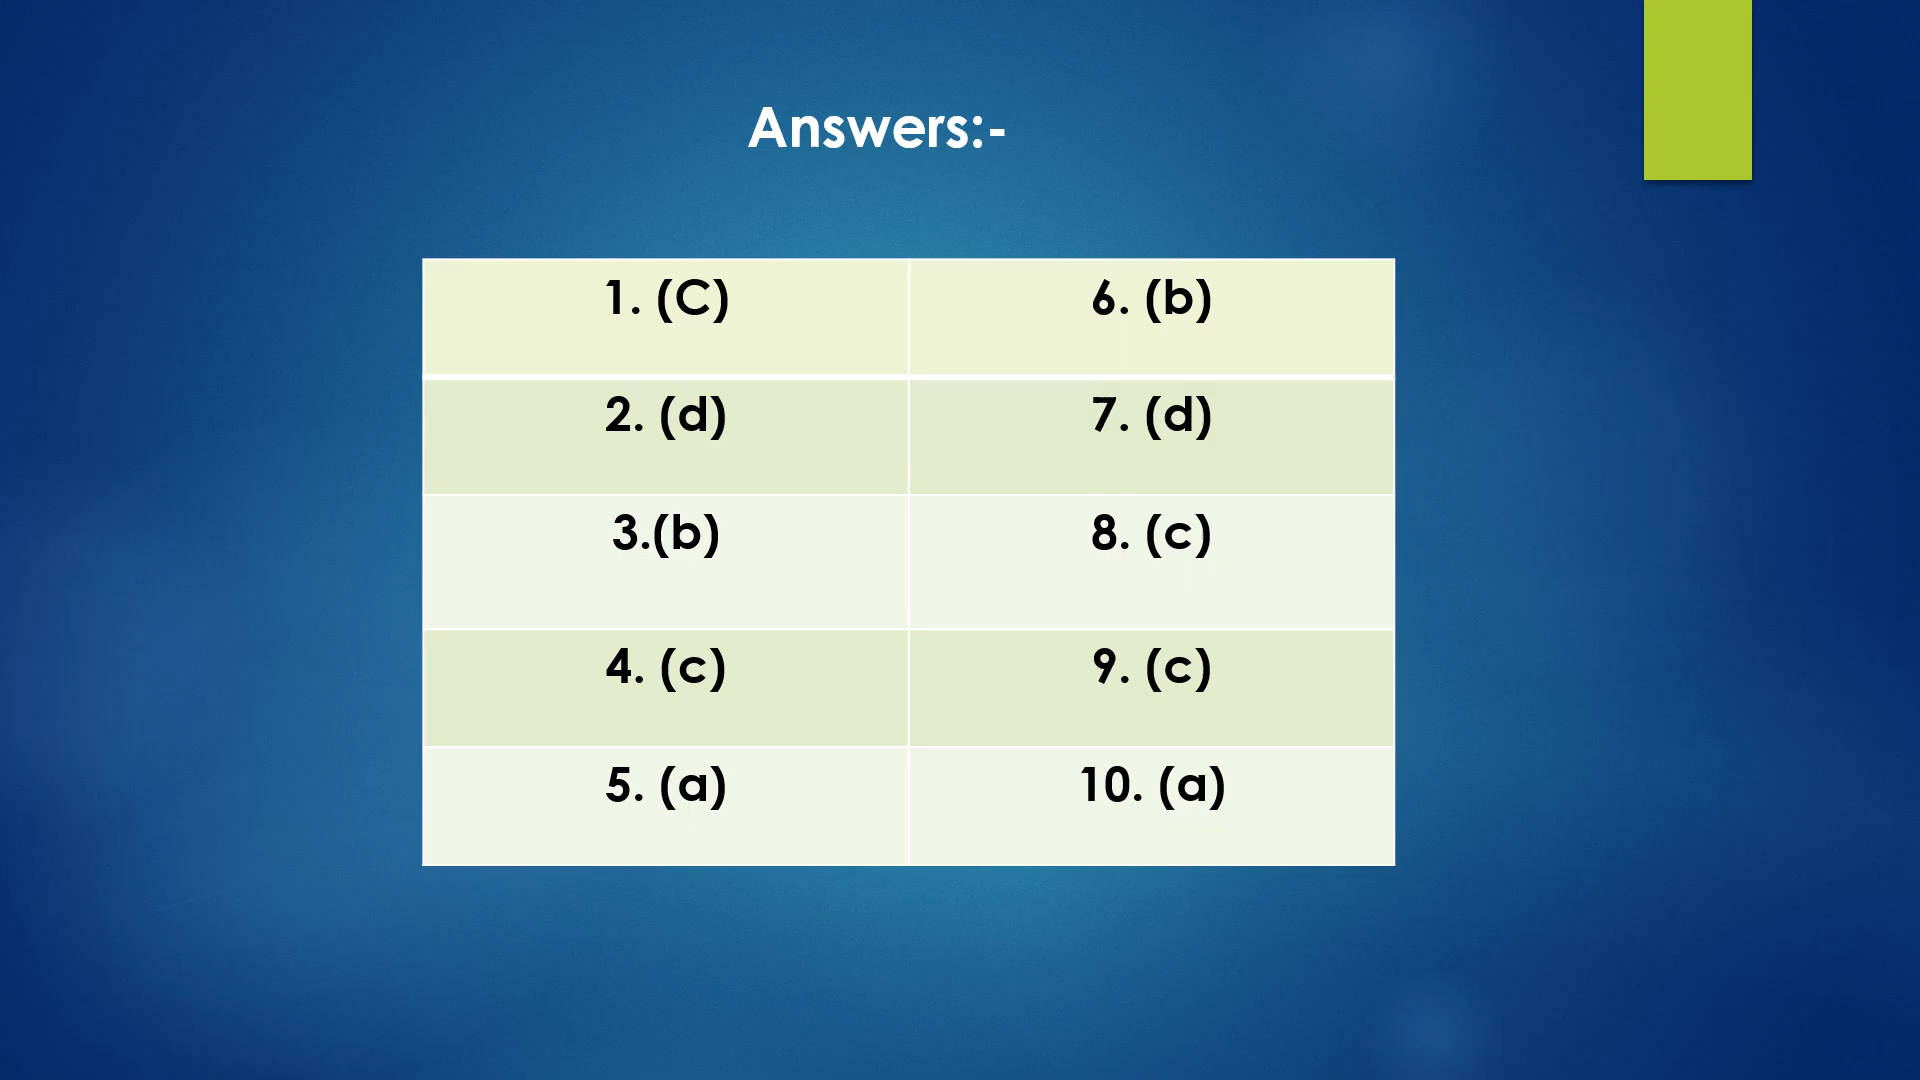 Answers:-
1. (C)
6. (b)
2. (d)
7. (d)
3.(b)
8. (c)
4. (c)
9. (c)
5. (a)
10. (a)